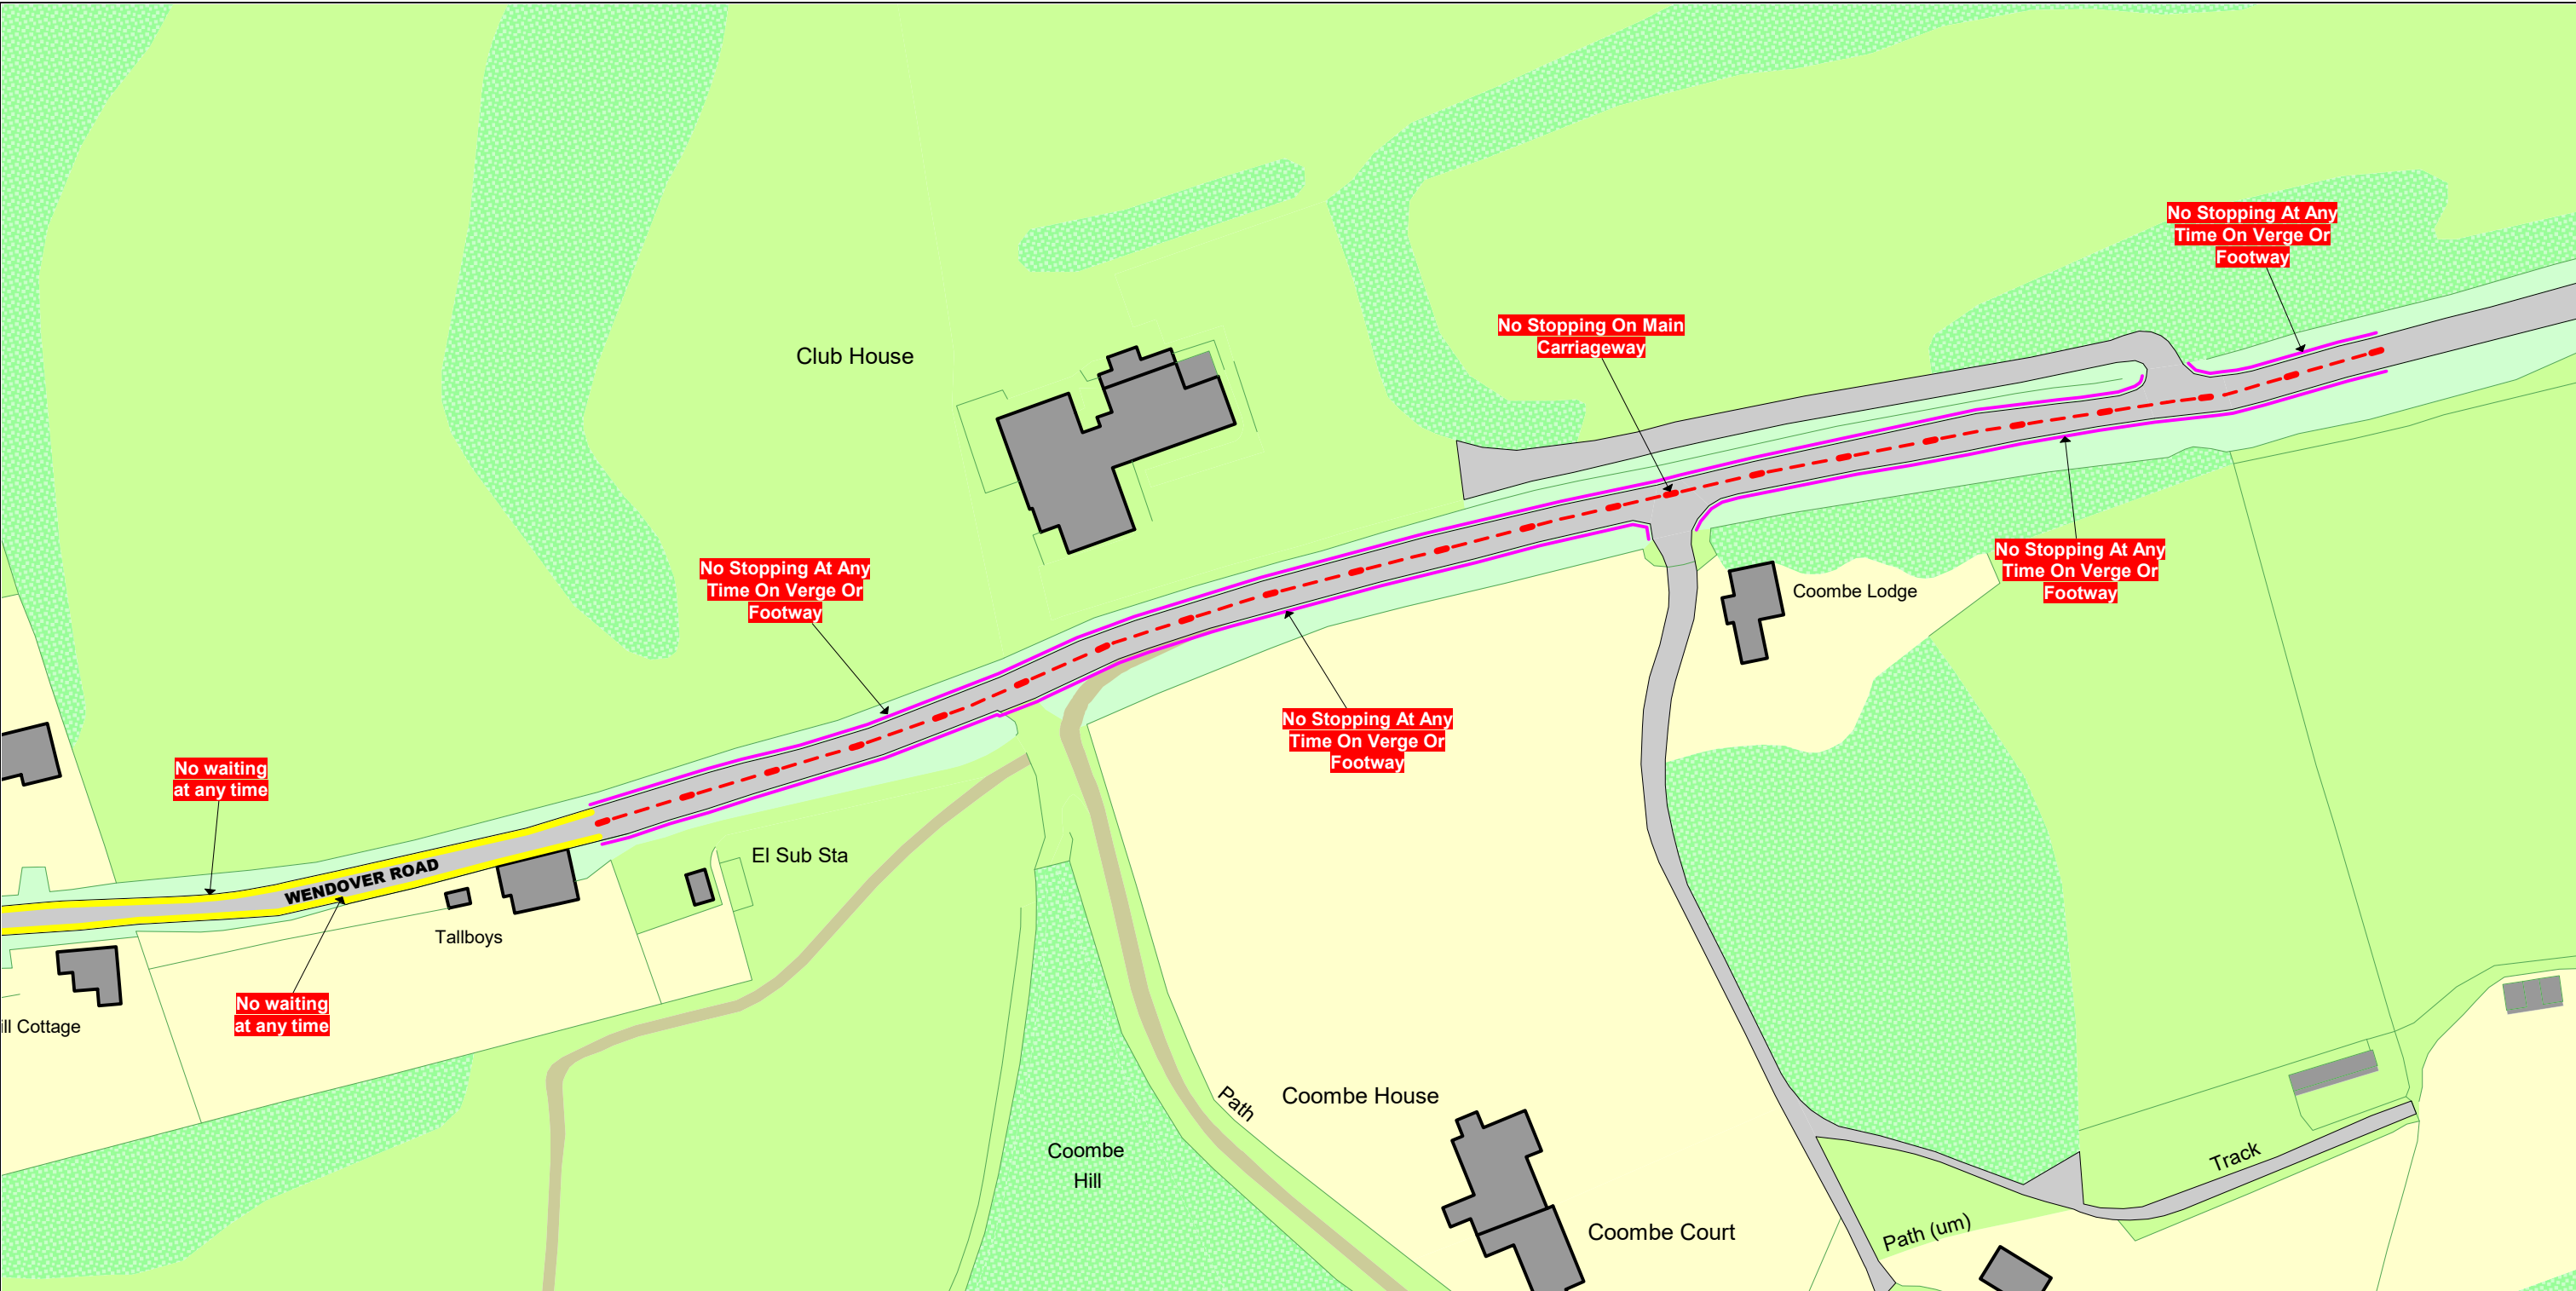 No Stopping At Any
Time On Verge Or
Footway
No Stopping On Main
Carriageway
Club House
No Stopping At Any
Time On Verge Or
Footway
No Stopping At Any
Time On Verge Or
Footway
Coombe Lodge
No Stopping At Any
Time On Verge Or
Footway
No waiting
at any time
WENDOVER ROAD
El Sub Sta
Tallboys
No waiting
at any time
ill Cottage
Path
Coombe House
Coombe
Hill
Coombe Court
Track
Path (um)